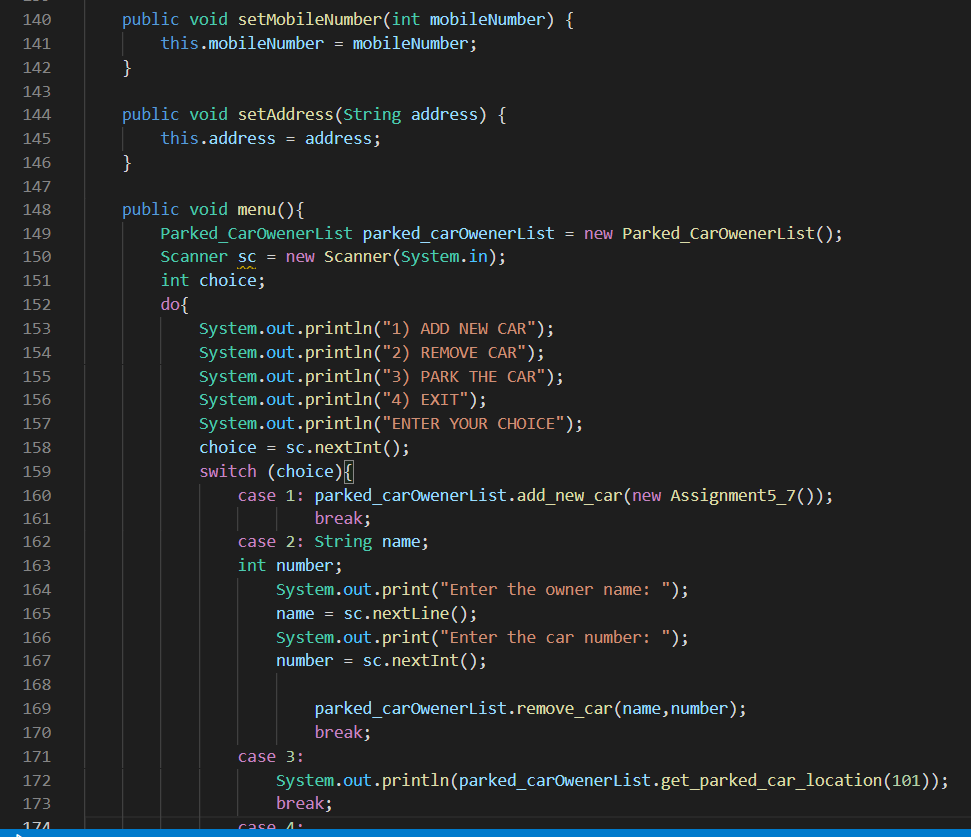 140 public void setMobileNumber(int mobileNumber) {
141 this.mobileNumber = mobileNumber;
142 }
143
144 public void setAddress(String address) {
145 this.address = address;
146 }
147
148 public void menu(){
149 Parked_CarOwenerList parked_carOwenerList = new Parked_CarOwenerList();
150 Scanner sc = new Scanner(System.in);
151 int choice;
152 do{
153 System.out.println("1) ADD NEW CAR");
154 System.out.println("2) REMOVE CAR");
155 System.out.println("3) PARK THE CAR");
156 System.out.println("4) EXIT");
157 System.out.println("ENTER YOUR CHOICE");
158 choice = sc.nextInt();
159 switch (choice){
160 case 1: parked_carOwenerList.add_new_car(new Assignment5_7());
161 break;
162 case 2: String name;
163 int number;
164 System.out.print("Enter the owner name: ");
165 name = sc.nextLine();
166 System.out.print("Enter the car number: ");
167 number = sc.nextInt();
168
169 parked_carOwenerList.remove_car(name,number);
170 break;
171 case 3:
172 System.out.println(parked_carOwenerList.get_parked_car_location(101));
173 break;
174 case 4: